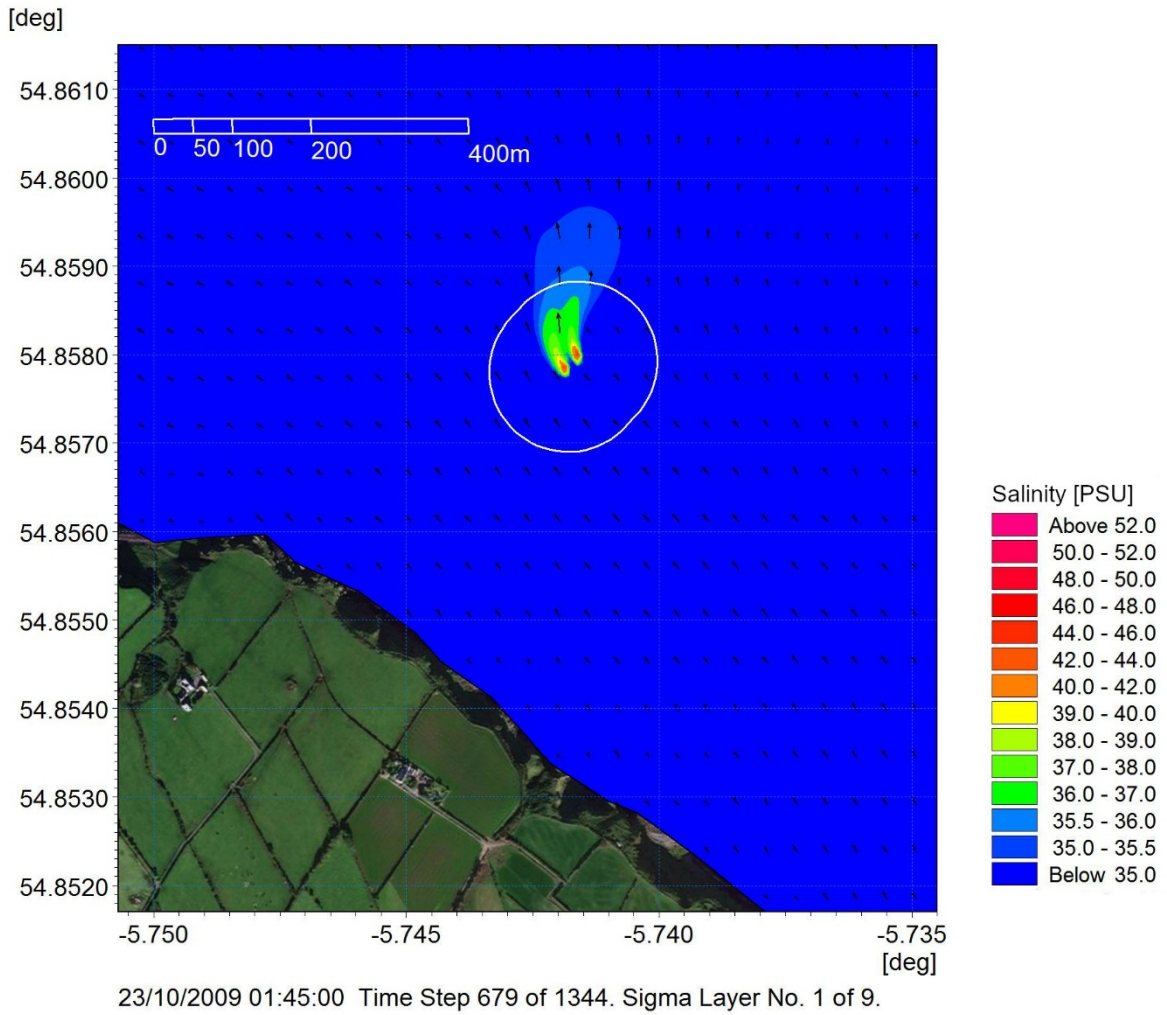 [deg]
54.8610
0 50 100 200 400m
54.8600
54.8590
54.8580
54.8570
54.8560
54.8550
54.8540
54.8530
54.8520
-5.750 -5.745 -5.740 -5.735
[deg]
23/10/2009 01:45:00 Time Step 679 of 1344. Sigma Layer No. 1 of 9.
Salinity [PSU]
Above 52.0
50.0 - 52.0
48.0 - 50.0
46.0 - 48.0
44.0 - 46.0
42.0 - 44.0
40.0 - 42.0
39.0 - 40.0
38.0 - 39.0
37.0 - 38.0
36.0 - 37.0
35.5 - 36.0
35.0 - 35.5
Below 35.0